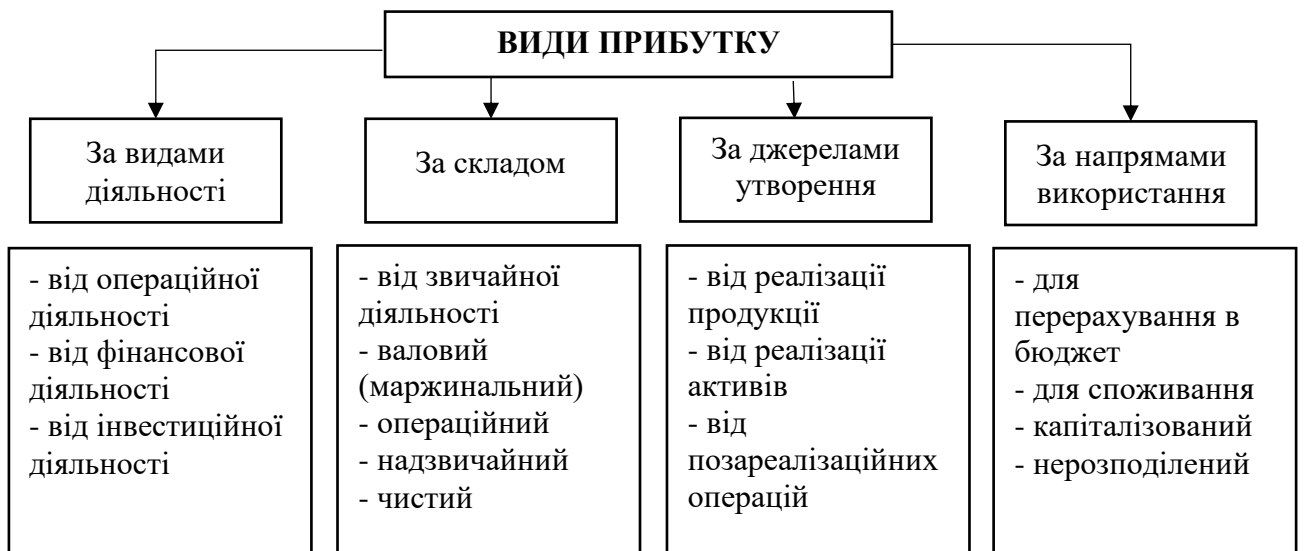 ВИДИ ПРИБУТКУ
За видами
діяльності
За складом
За джерелами
утворення
За напрямами
використання
- від операційної
діяльності
- від фінансової
діяльності
- від інвестиційної
діяльності
- від звичайної
діяльності
- валовий
(маржинальний)
- операційний
- надзвичайний
- чистий
- від реалізації
продукції
- від реалізації
активів
- від
позареалізаційних
операцій
- для
перерахування в
бюджет
- для споживання
- капіталізований
- нерозподілений